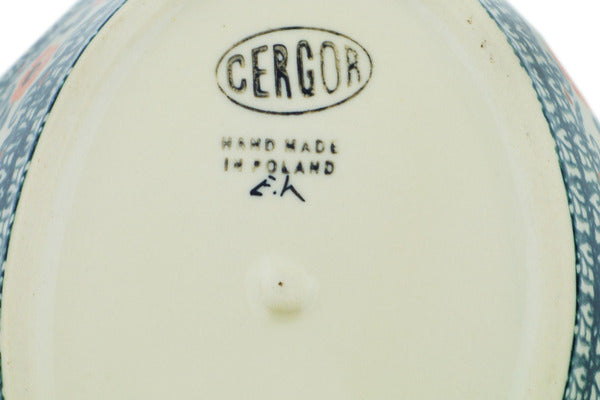 CERGOR
HAND MADE
IN POLAND
E.K